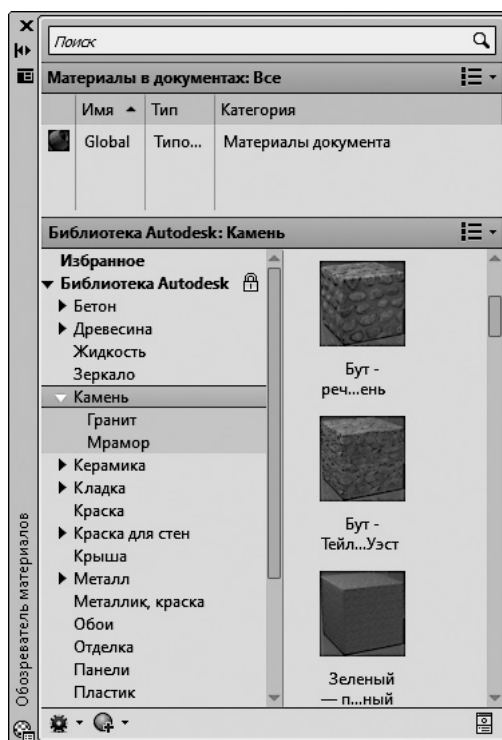 Поиск
Материалы в документах: Все
Имя Тип Категория
Global Типо... Материалы документа
Библиотека Autodesk: Камень
Избранное
Библиотека Autodesk
Бетон
Древесина
Жидкость
Зеркало
Камень
Гранит
Мрамор
Керамика
Кладка
Краска
Краска для стен
Крыша
Металл
Металлик, краска
Обои
Отделка
Панели
Пластик
Бут -
реч...ень
Бут -
Тейл...Уэст
Зеленый
— п...ный
Обозреватель материалов